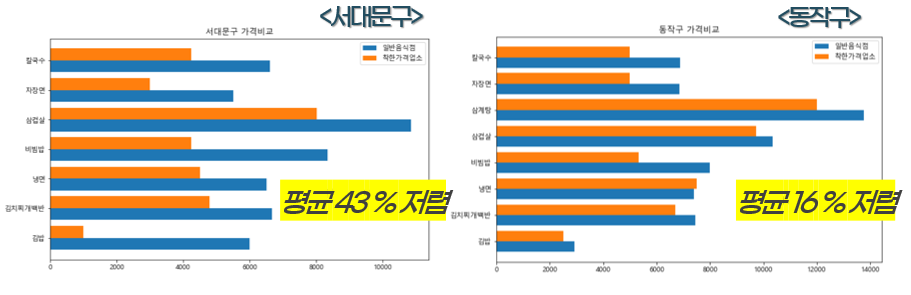 <서대문구>
서대문구 가격비교
일반음식점
착한가격업소
칼국수
자장면
삼겹살
비빔밥
냉면
김치찌개백반
김밥
0 2000 4000 6000 8000 10000
평균 43% 저렴
<동작구>
동작구 가격비교
일반음식점
착한가격업소
칼국수
자장면
삼계탕
삼겹살
비빔밥
냉면
김치찌개백반
김밥
0 2000 4000 6000 8000 10000 12000 14000
평균 16% 저렴